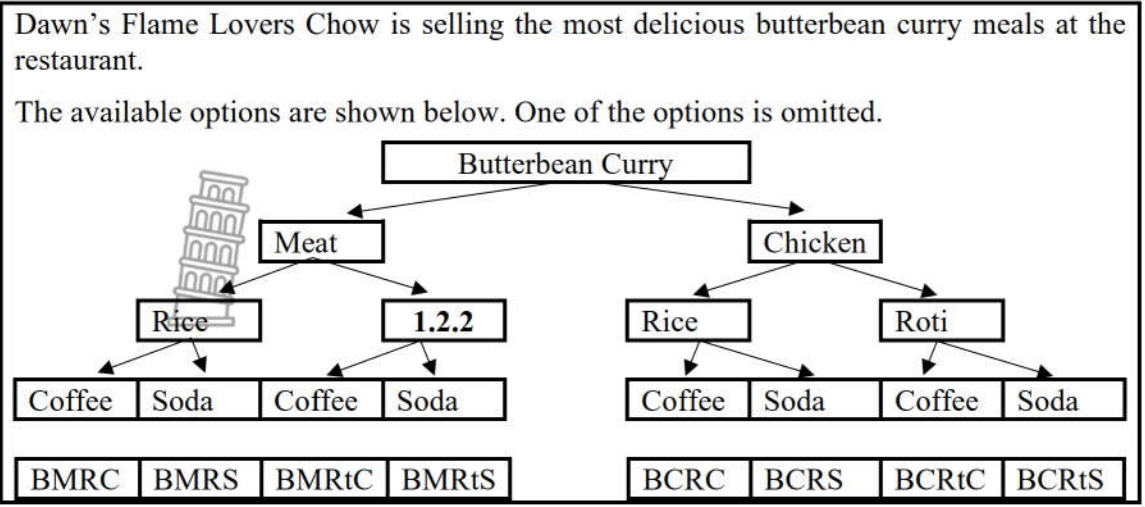 Dawn's Flame Lovers Chow is selling the most delicious butterbean curry meals at the
restaurant.
The available options are shown below. One of the options is omitted.
Butterbean Curry
Meat Chicken
Rice 1.2.2 Rice Roti
Coffee Soda Coffee Soda Coffee Soda Coffee Soda
BMRC BMRS BMRtC BMRtS BCRC BCRS BCRtC BCRtS